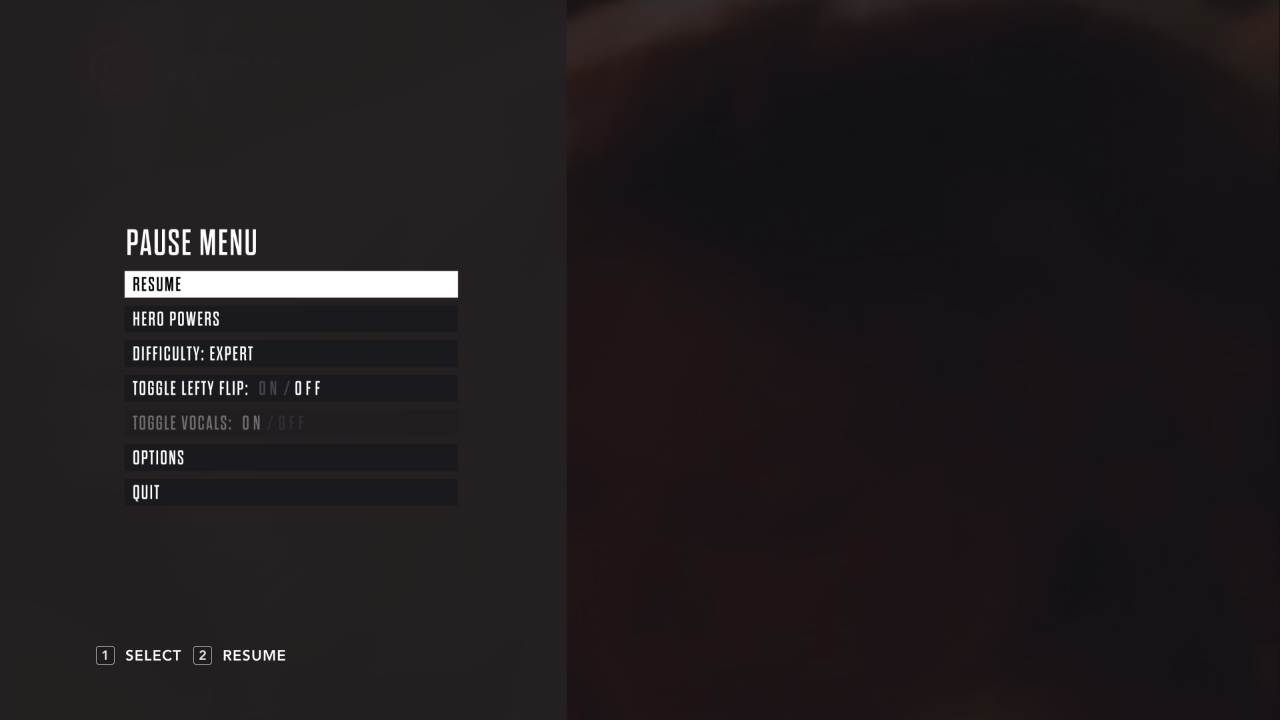 PAUSE MENU
RESUME
HERO POWERS
DIFFICULTY: EXPERT
TOGGLE LEFTY FLIP: ON / OFF
TOGGLE VOCALS: ON / OFF
OPTIONS
QUIT
1 SELECT 2 RESUME